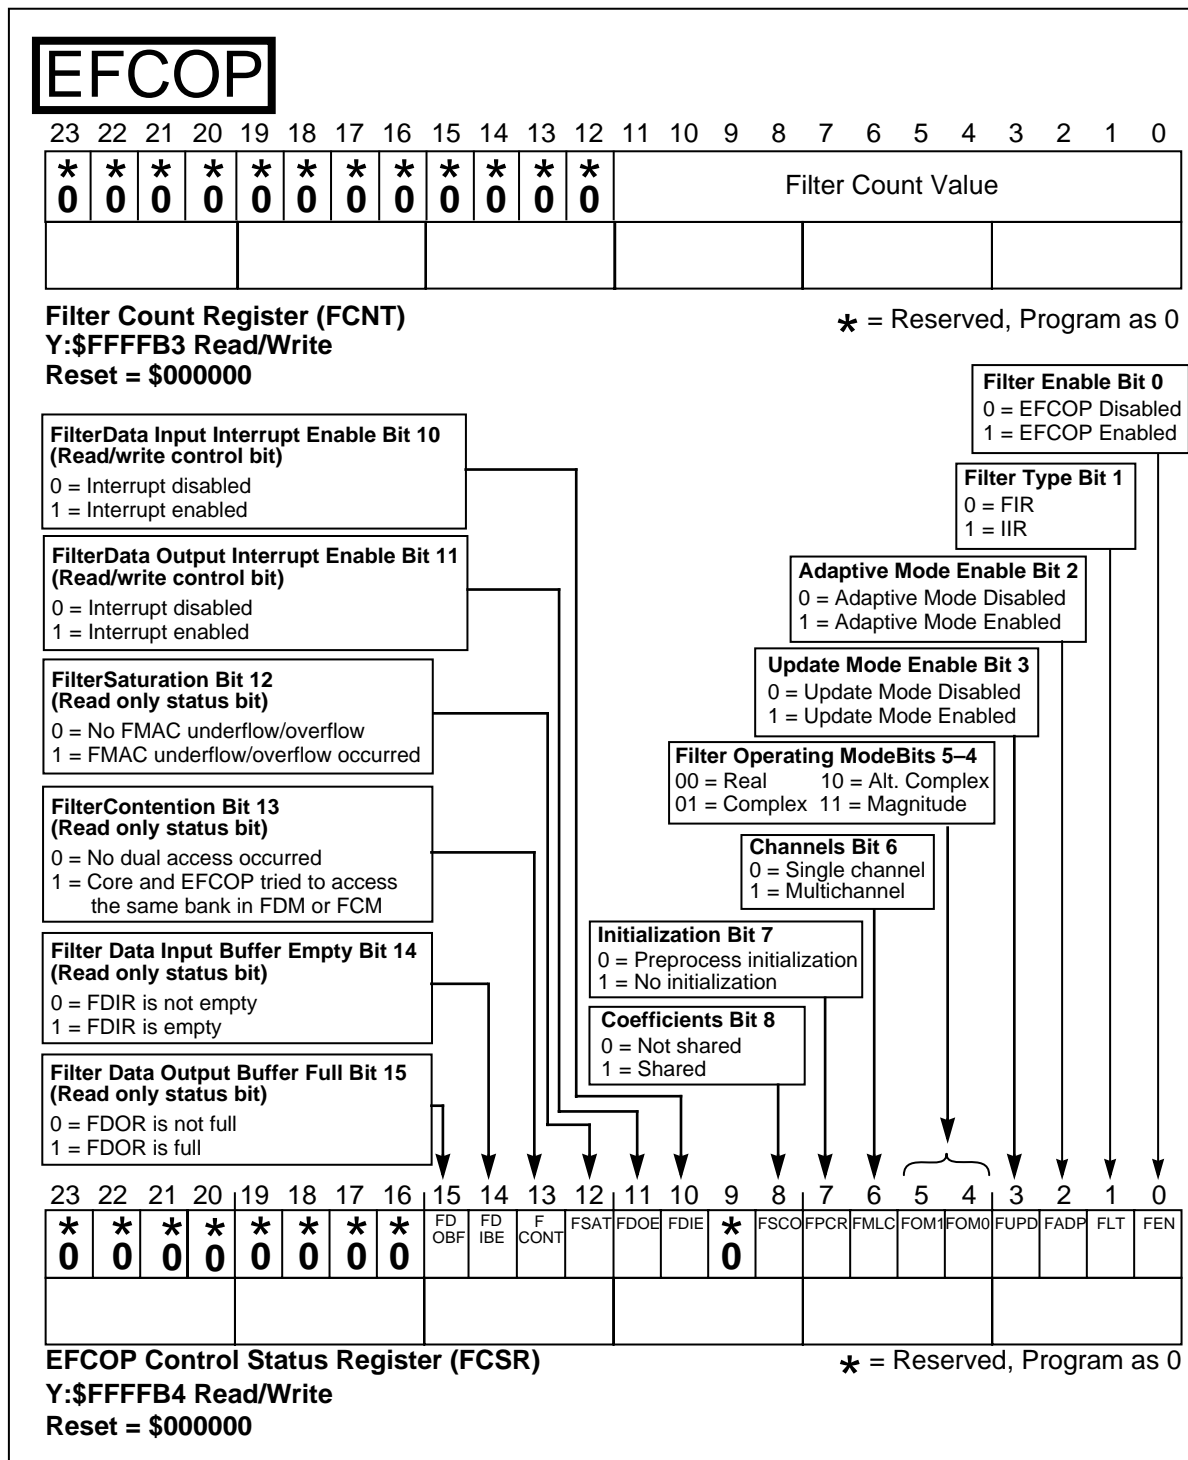 EFCOP
23 22 21 20 19 18 17 16 15 14 13 12 11 10 9 8 7 6 5 4 3 2 1 0
* * * * * * * * * * * * Filter Count Value
0 0 0 0 0 0 0 0 0 0 0 0
Filter Count Register (FCNT)
* = Reserved, Program as 0
Y:$FFFFB3 Read/Write
Reset = $000000
Filter Enable Bit 0
0 = EFCOP Disabled
1 = EFCOP Enabled
FilterData Input Interrupt Enable Bit 10
(Read/write control bit)
0 = Interrupt disabled
1 = Interrupt enabled
Filter Type Bit 1
0 = FIR
1 = IIR
FilterData Output Interrupt Enable Bit 11
(Read/write control bit)
0 = Interrupt disabled
1 = Interrupt enabled
Adaptive Mode Enable Bit 2
0 = Adaptive Mode Disabled
1 = Adaptive Mode Enabled
FilterSaturation Bit 12
(Read only status bit)
0 = No FMAC underflow/overflow
1 = FMAC underflow/overflow occurred
Update Mode Enable Bit 3
0 = Update Mode Disabled
1 = Update Mode Enabled
Filter Operating ModeBits 5–4
00 = Real 10 = Alt. Complex
01 = Complex 11 = Magnitude
FilterContention Bit 13
(Read only status bit)
0 = No dual access occurred
1 = Core and EFCOP tried to access
the same bank in FDM or FCM
Channels Bit 6
0 = Single channel
1 = Multichannel
Filter Data Input Buffer Empty Bit 14
(Read only status bit)
0 = FDIR is not empty
1 = FDIR is empty
Initialization Bit 7
0 = Preprocess initialization
1 = No initialization
Coefficients Bit 8
0 = Not shared
1 = Shared
Filter Data Output Buffer Full Bit 15
(Read only status bit)
0 = FDOR is not full
1 = FDOR is full
23 22 21 20 19 18 17 16 15 14 13 12 11 10 9 8 7 6 5 4 3 2 1 0
* * * * * * * * FD FD F FSAT FDOE FDIE * FSCO FPCR FMLC FOM1 FOM0 FUPD FADP FLT FEN
0 0 0 0 0 0 0 0 OBF IBE CONT 0
EFCOP Control Status Register (FCSR)
* = Reserved, Program as 0
Y:$FFFFB4 Read/Write
Reset = $000000